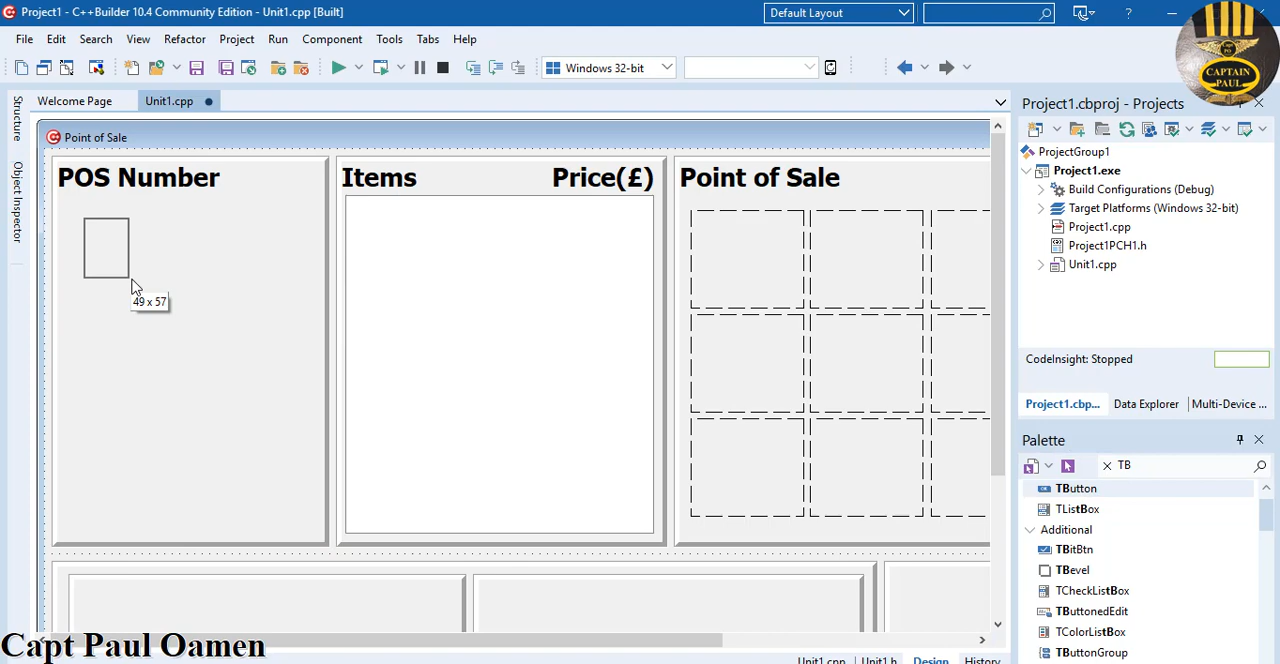 Project1 - C++Builder 10.4 Community Edition - Unit1.cpp [Built]
Default Layout
?
File Edit Search View Refactor Project Run Component Tools Tabs Help
Windows 32-bit
Capt PO
CAPTAIN
PAUL
Structure
Object Inspector
Welcome Page
Unit1.cpp
Point of Sale
POS Number
Items
Price(£)
Point of Sale
49 x 57
Project1.cbproj - Projects
ProjectGroup1
Project1.exe
Build Configurations (Debug)
Target Platforms (Windows 32-bit)
Project1.cpp
Project1PCH1.h
Unit1.cpp
CodeInsight: Stopped
Project1.cbp...
Data Explorer
Multi-Device ...
Palette
TB
TButton
TListBox
Additional
TBitBtn
TBevel
TCheckListBox
TButtonedEdit
TColorListBox
TButtonGroup
Unit1.cpp
Unit1.h
Design
History
Capt Paul Oamen